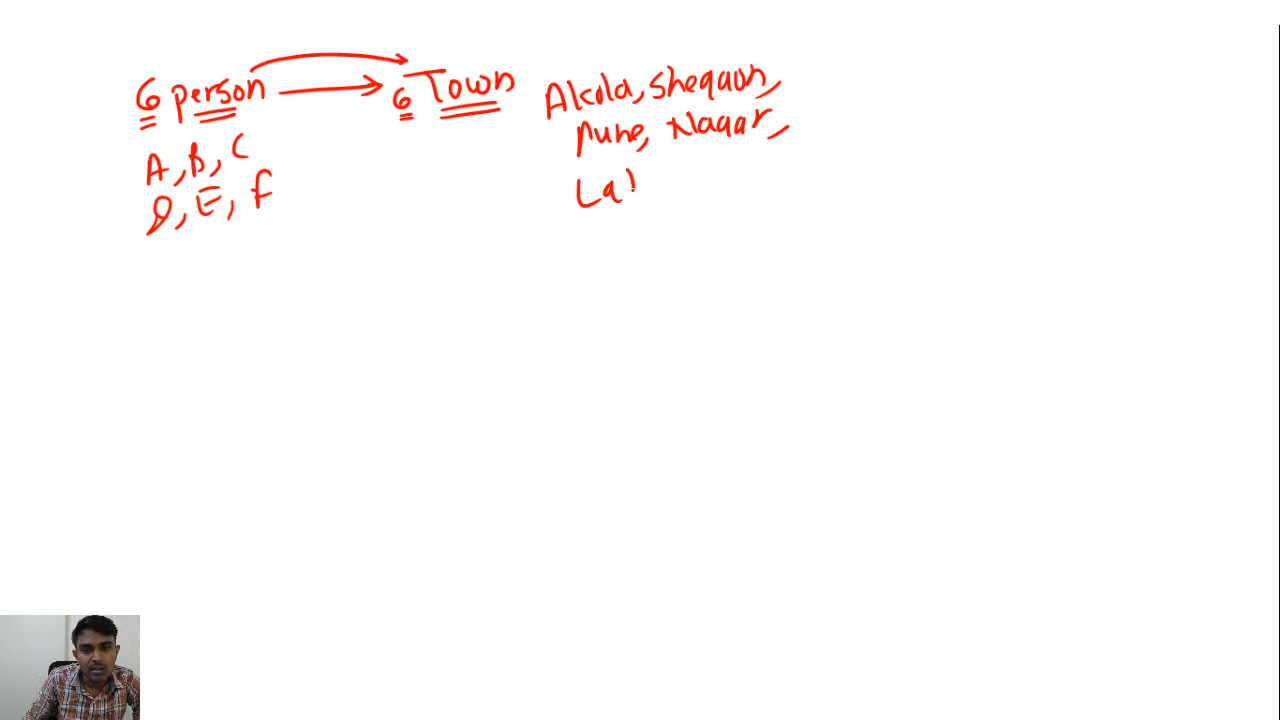 6 person → 6 Town Akola, Shegaon,
Pune, Nagar,
A, B, C
D, E, F
La